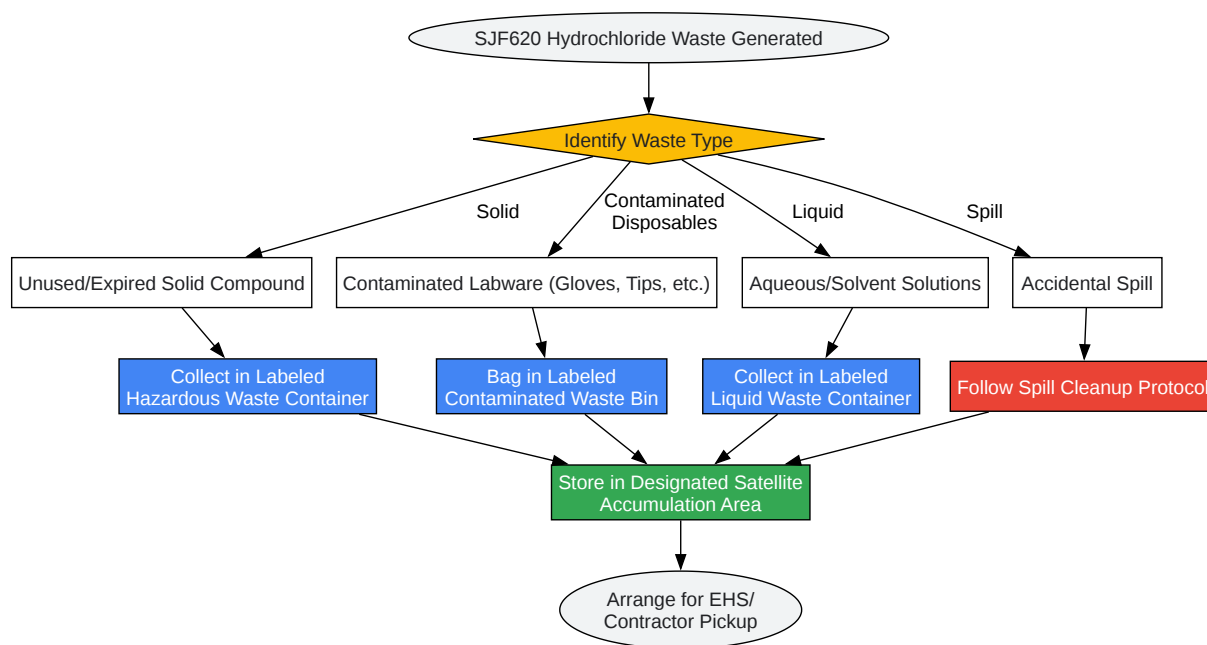 SJF620 Hydrochloride Waste Generated
Identify Waste Type
Solid
Contaminated
Disposables
Liquid
Spill
Unused/Expired Solid Compound
Contaminated Labware (Gloves, Tips, etc.)
Aqueous/Solvent Solutions
Accidental Spill
Collect in Labeled
Hazardous Waste Container
Bag in Labeled
Contaminated Waste Bin
Collect in Labeled
Liquid Waste Container
Follow Spill Cleanup Protocol
Store in Designated Satellite
Accumulation Area
Arrange for EHS/
Contractor Pickup